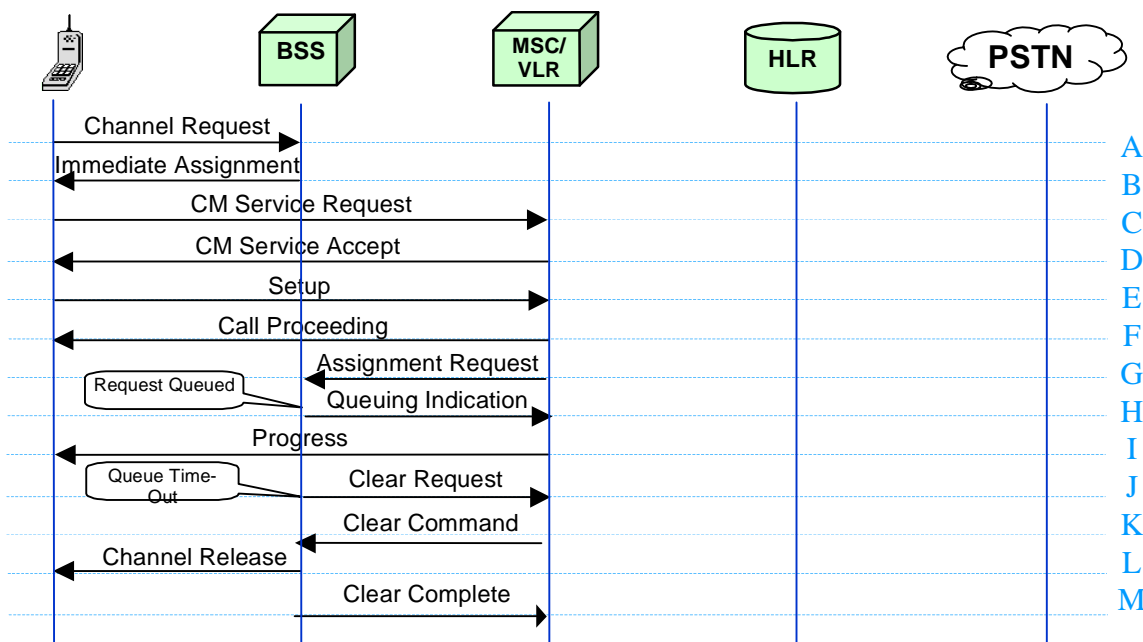 BSS
MSC/
VLR
HLR
PSTN
Channel Request
A
Immediate Assignment
B
CM Service Request
C
CM Service Accept
D
Setup
E
Call Proceeding
F
Assignment Request
G
Request Queued
Queuing Indication
H
Progress
I
Queue Time-
Out
Clear Request
J
Clear Command
K
Channel Release
L
Clear Complete
M